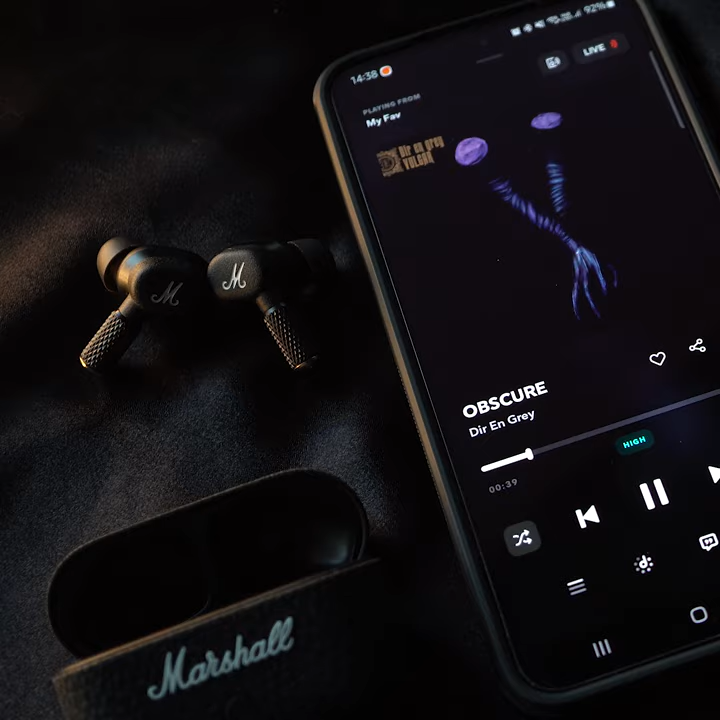 14:38
92%
LIVE
PLAYING FROM
My Fav
Dir en grey
VULGAR
M
M
OBSCURE
Dir En Grey
HIGH
00:39
Marshall